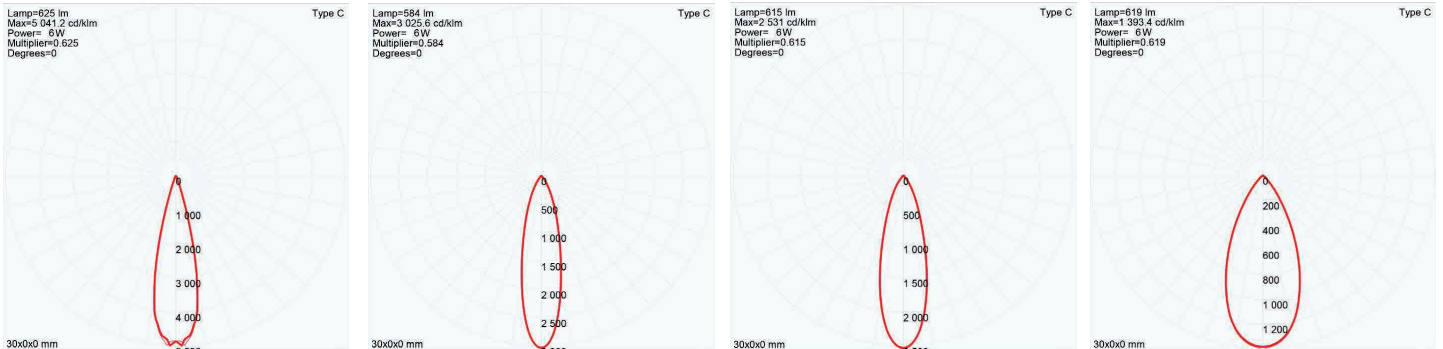 Lamp=625 lm
Max=5 041.2 cd/klm
Power= 6W
Multiplier=0.625
Degrees=0
Type C
0
1 000
2 000
3 000
4 000
30x0x0 mm
Lamp=584 lm
Max=3 025.6 cd/klm
Power= 6W
Multiplier=0.584
Degrees=0
Type C
0
500
1 000
1 500
2 000
2 500
30x0x0 mm
Lamp=615 lm
Max=2 531 cd/klm
Power= 6W
Multiplier=0.615
Degrees=0
Type C
0
500
1 000
1 500
2 000
30x0x0 mm
Lamp=619 lm
Max=1 393.4 cd/klm
Power= 6W
Multiplier=0.619
Degrees=0
Type C
0
200
400
600
800
1 000
1 200
30x0x0 mm